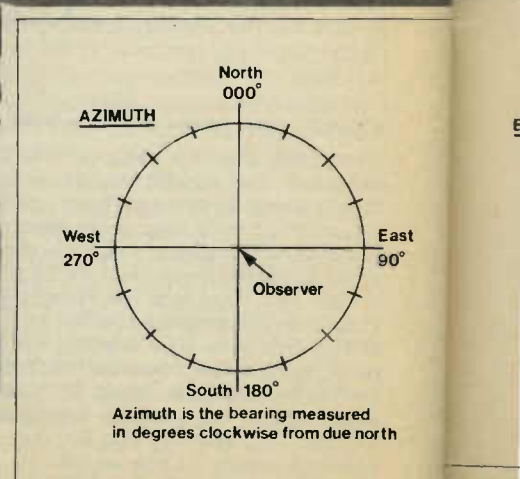 North
000°
AZIMUTH
West
270°
East
90°
Observer
South 180°
Azimuth is the bearing measured
in degrees clockwise from due north